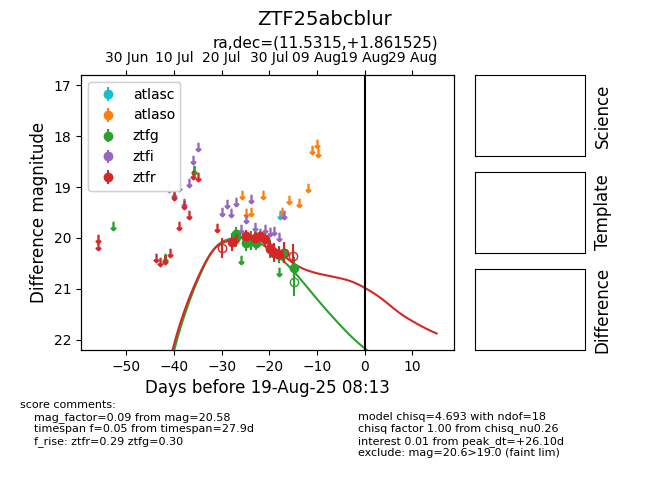 ZTF25abcblur
ra,dec=(11.5315,+1.861525)
30 Jun 10 Jul 20 Jul 30 Jul 09 Aug 19 Aug 29 Aug
atlasc
atlaso
ztfg
ztfi
ztfr
17
18
19
20
21
22
Difference magnitude
−50 −40 −30 −20 −10 0 10
Days before 19-Aug-25 08:13
Science
Template
Difference
score comments:
mag_factor=0.09 from mag=20.58
timespan f=0.05 from timespan=27.9d
f_rise: ztfr=0.29 ztfg=0.30
model chisq=4.693 with ndof=18
chisq factor 1.00 from chisq_nu0.26
interest 0.01 from peak_dt=+26.10d
exclude: mag=20.6>19.0 (faint lim)